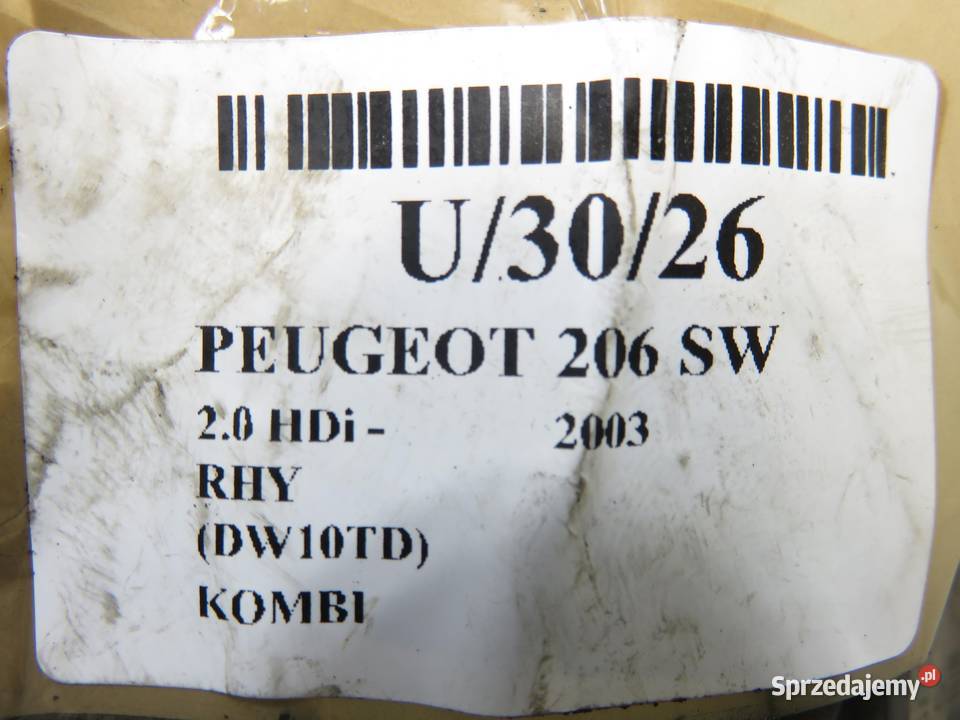 U/30/26
PEUGEOT 206 SW
2.0 HDi - 2003
RHY
(DW10TD)
KOMBI
Sprzedajemy.pl